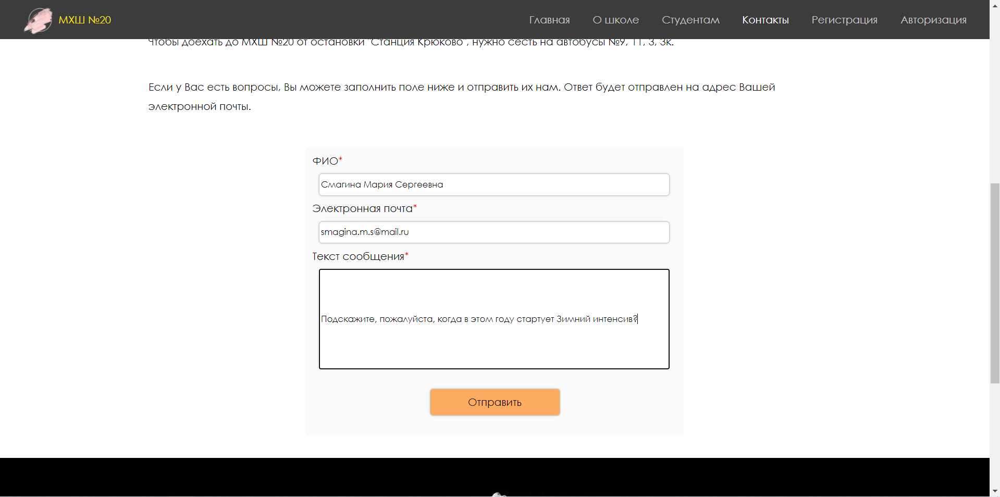 МХШ №20
Главная
О школе
Студентам
Контакты
Регистрация
Авторизация
Чтобы доехать до МХШ №20 от остановки "Станция Крюково", нужно сесть на автобусы №9, 11, 3, 3к.
Если у Вас есть вопросы, Вы можете заполнить поле ниже и отправить их нам. Ответ будет отправлен на адрес Вашей
электронной почты.
ФИО*
Смагина Мария Сергеевна
Электронная почта*
smagina.m.s@mail.ru
Текст сообщения*
Подскажите, пожалуйста, когда в этом году стартует Зимний интенсив?
Отправить